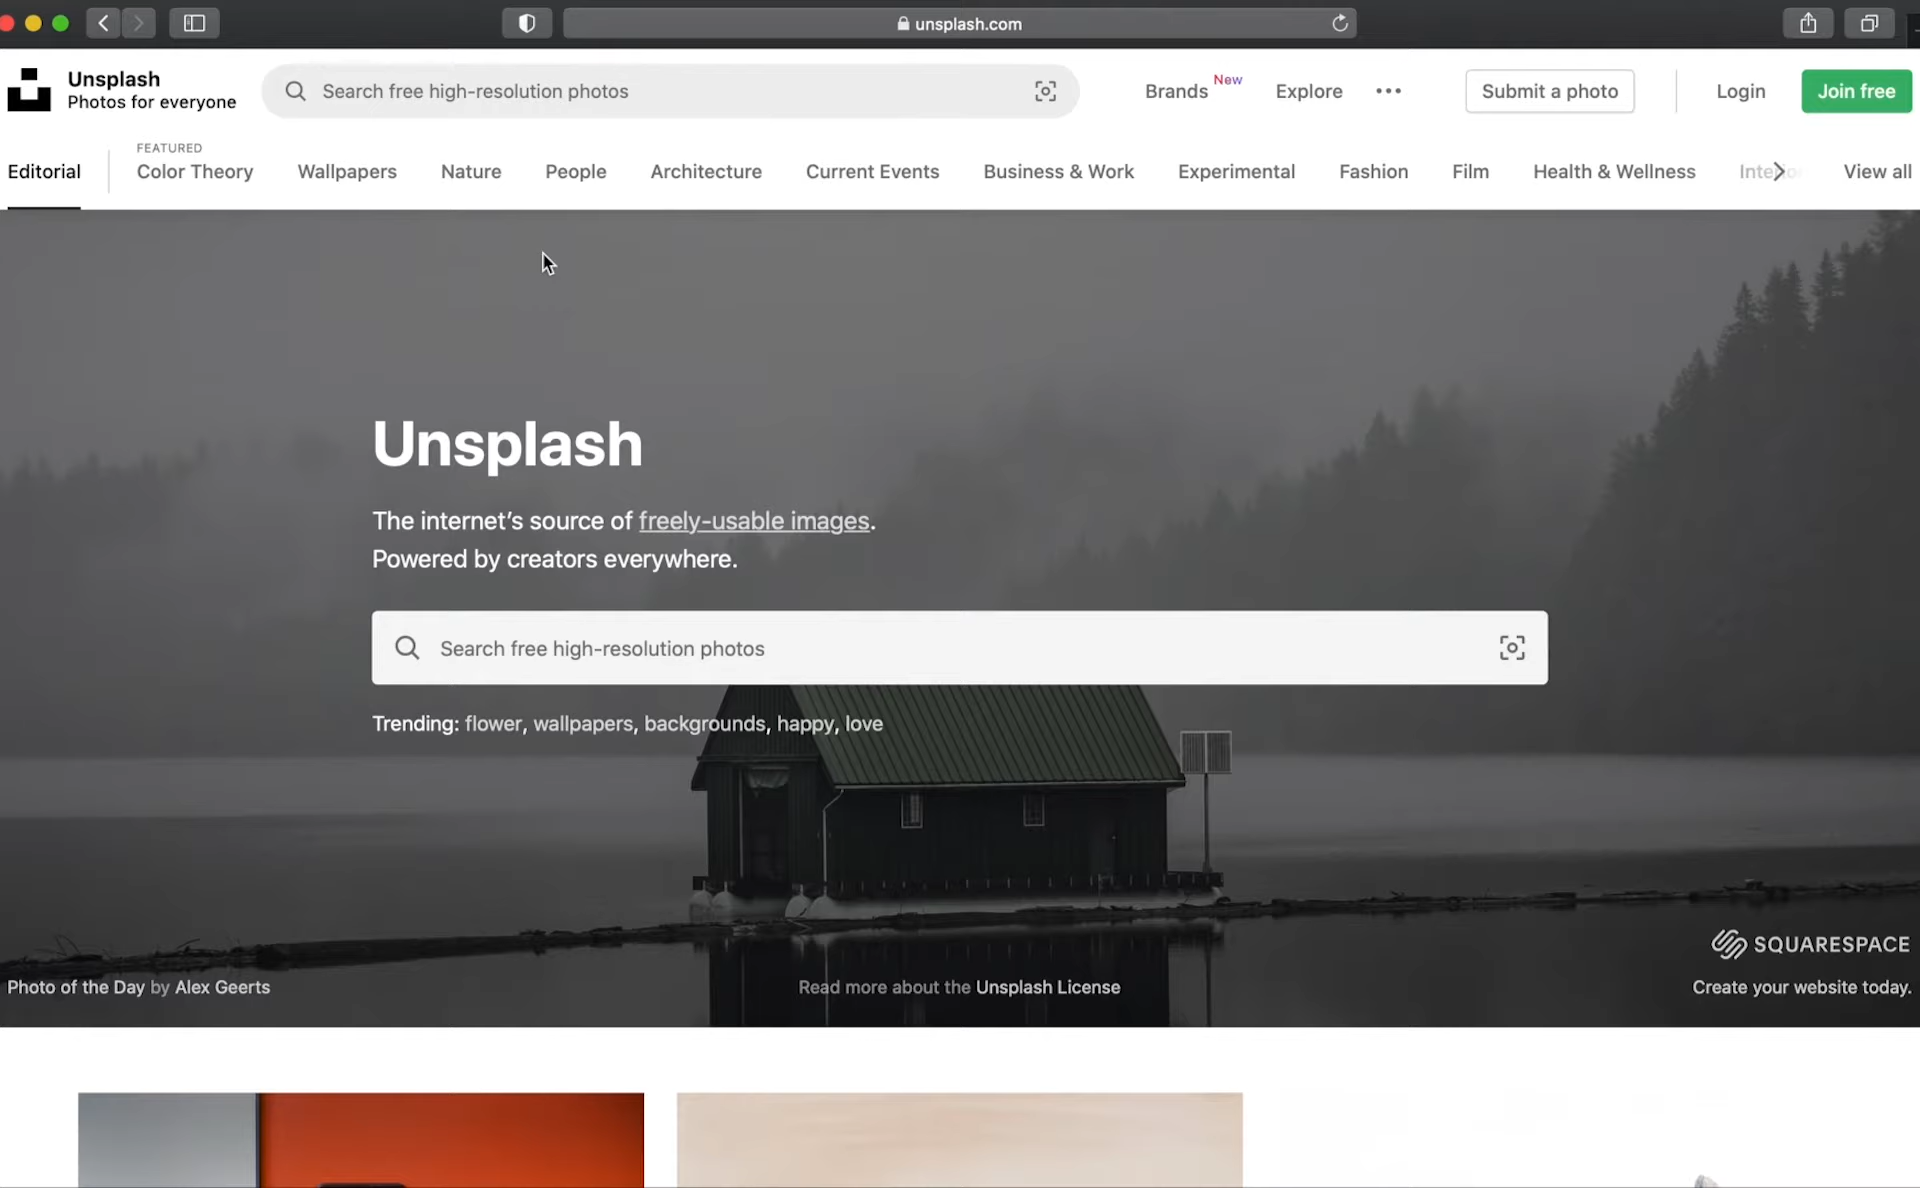 unsplash.com
Unsplash
Photos for everyone
Search free high-resolution photos
Brands New
Explore
Submit a photo
Login
Join free
Editorial
FEATURED
Color Theory
Wallpapers
Nature
People
Architecture
Current Events
Business & Work
Experimental
Fashion
Film
Health & Wellness
View all
Unsplash
The internet's source of freely-usable images.
Powered by creators everywhere.
Search free high-resolution photos
Trending: flower, wallpapers, backgrounds, happy, love
SQUARESPACE
Photo of the Day by Alex Geerts
Read more about the Unsplash License
Create your website today.